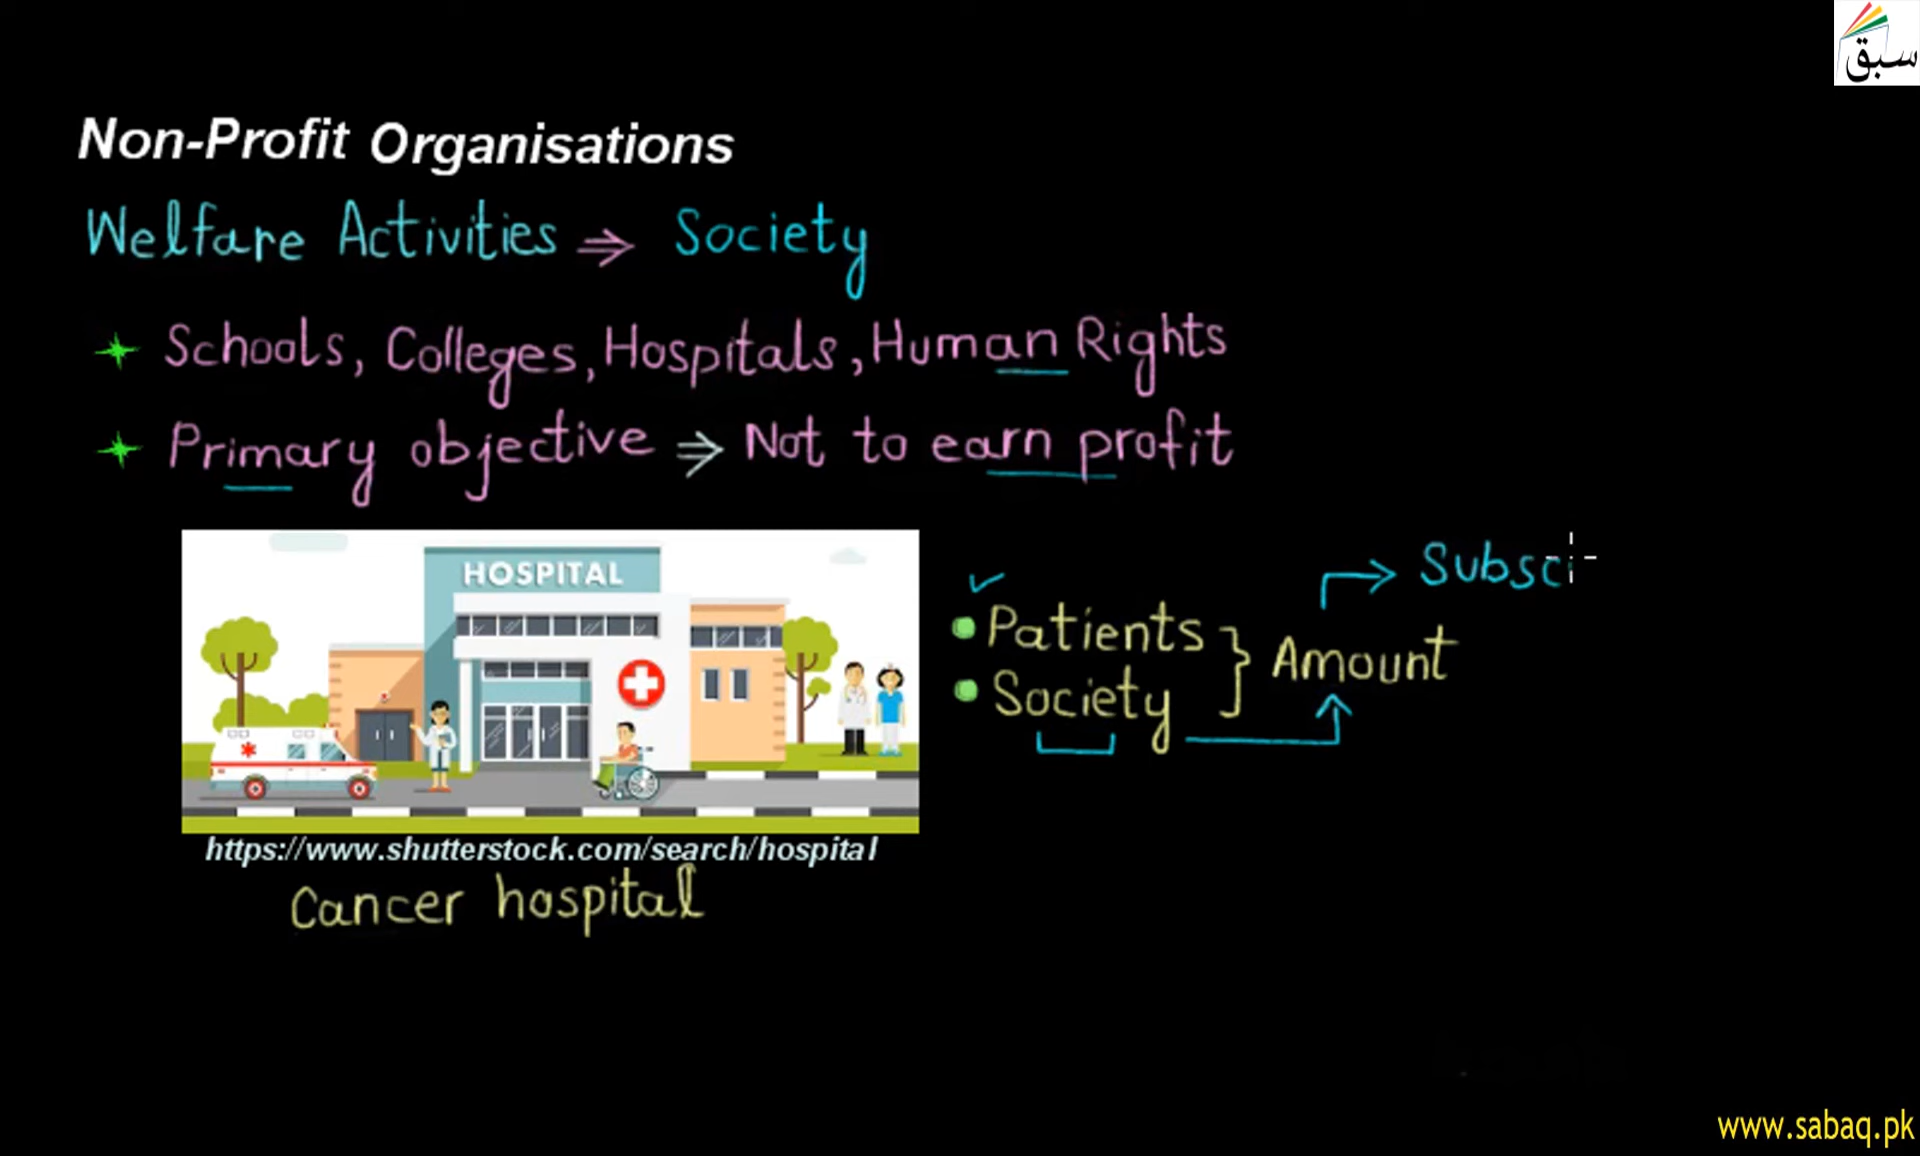 سبق
Non-Profit Organisations
Welfare Activities ⇒ Society
Schools, Colleges, Hospitals, Human Rights
Primary objective ⇒ Not to earn profit
HOSPITAL
Subsci
Patients
Society } Amount
https://www.shutterstock.com/search/hospital
Cancer hospital
www.sabaq.pk